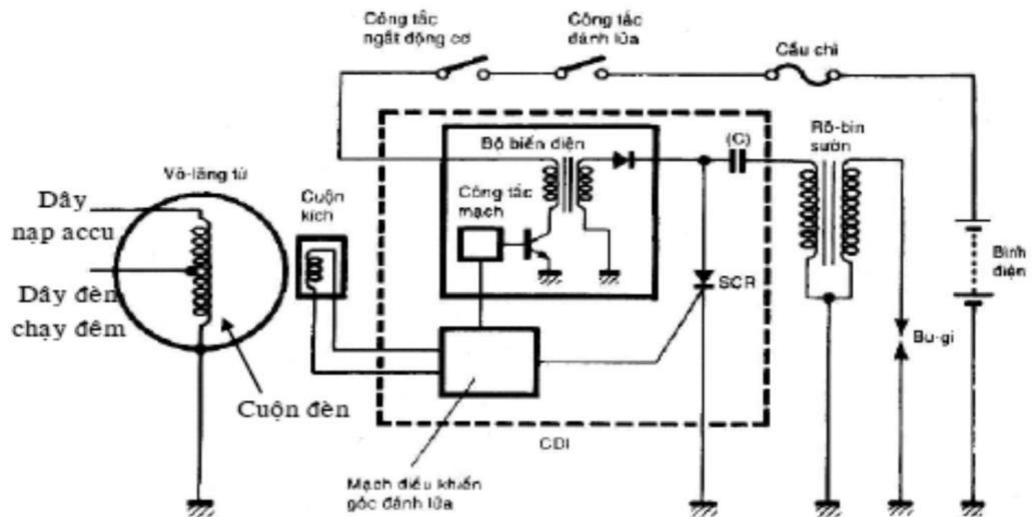 Công tắc
ngắt động cơ
Công tắc
đánh lửa
Cầu chì
Bộ biến điện
(C)
Rô-bin
sườn
Vô-lăng từ
Cuộn
kích
Công tắc
mạch
Dây
nạp accu
Dây đèn
chạy đêm
SCR
Bình
điện
Bu-gi
Cuộn đèn
CDI
Mạch điều khiển
góc đánh lửa